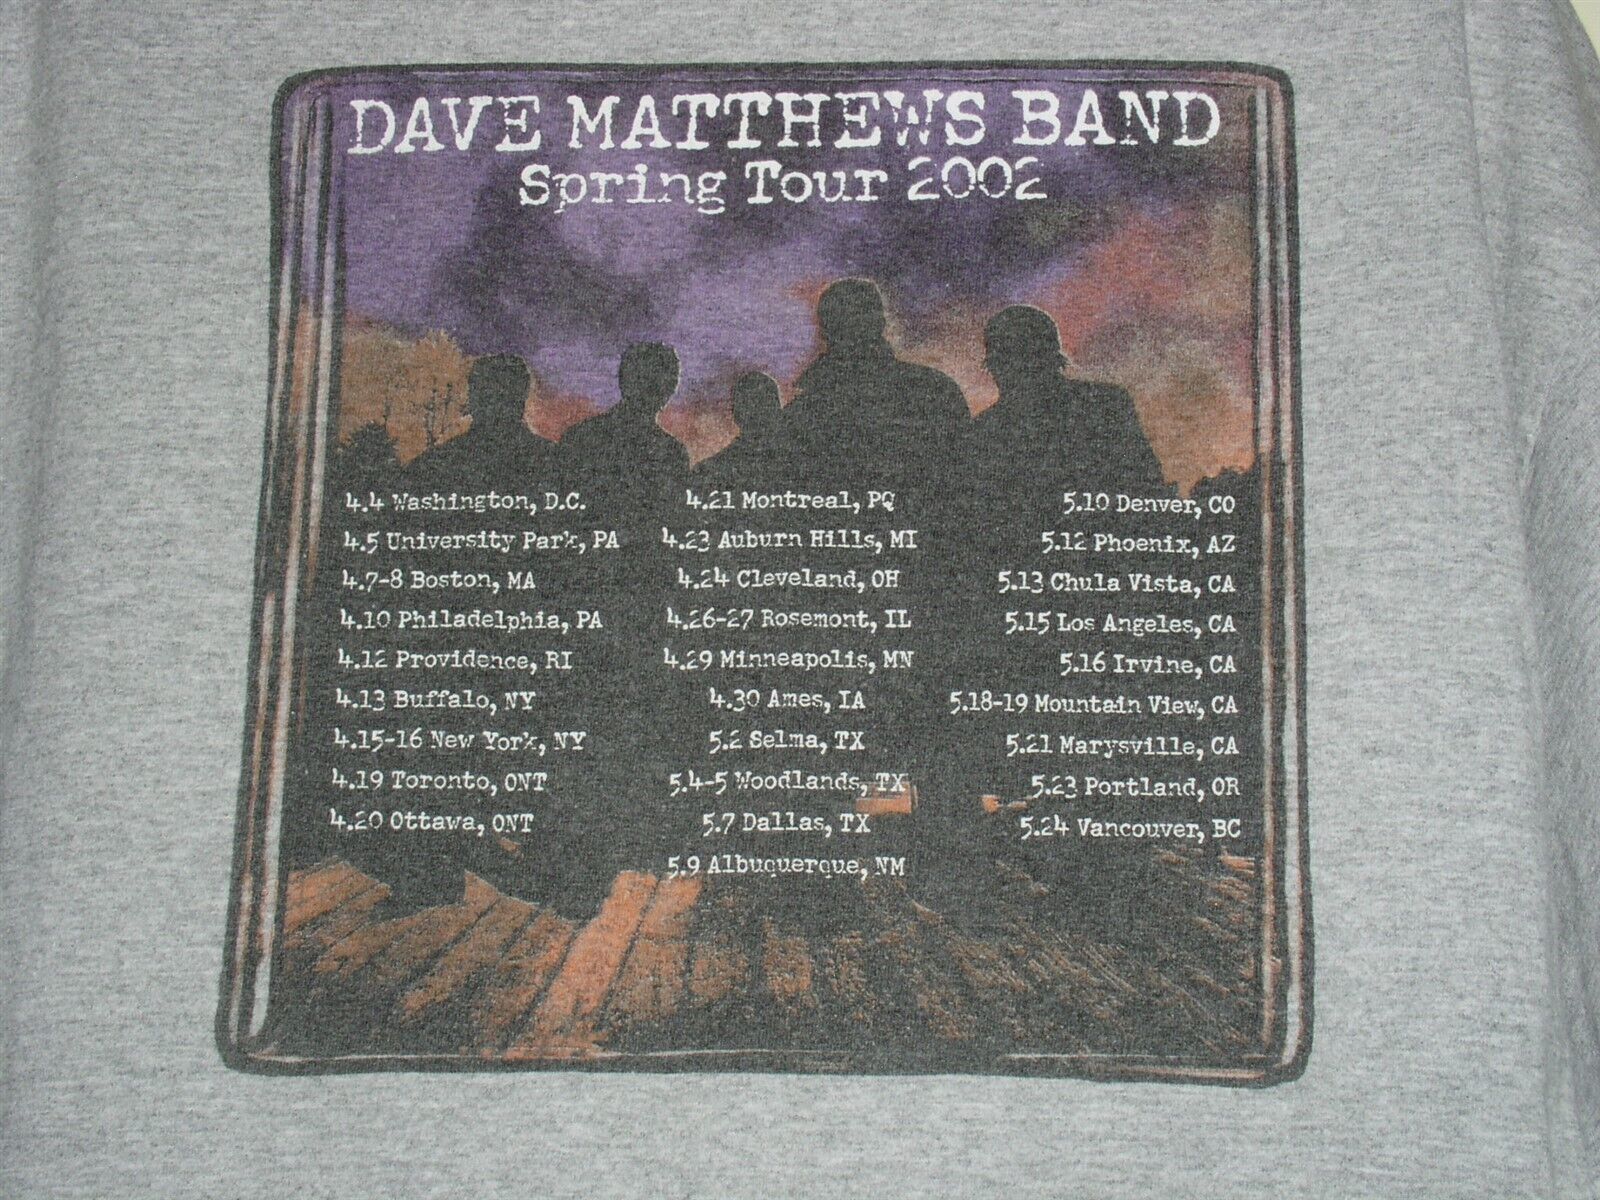 DAVE MATTHEWS BAND
Spring Tour 2002
4.4 Washington, D.C.
4.5 University Park, PA
4.7-8 Boston, MA
4.10 Philadelphia, PA
4.12 Providence, RI
4.13 Buffalo, NY
4.15-16 New York, NY
4.19 Toronto, ONT
4.20 Ottawa, ONT
4.21 Montreal, PQ
4.23 Auburn Hills, MI
4.24 Cleveland, OH
4.26-27 Rosemont, IL
4.29 Minneapolis, MN
4.30 Ames, IA
5.2 Selma, TX
5.4-5 Woodlands, TX
5.7 Dallas, TX
5.9 Albuquerque, NM
5.10 Denver, CO
5.12 Phoenix, AZ
5.13 Chula Vista, CA
5.15 Los Angeles, CA
5.16 Irvine, CA
5.18-19 Mountain View, CA
5.21 Marysville, CA
5.23 Portland, OR
5.24 Vancouver, BC